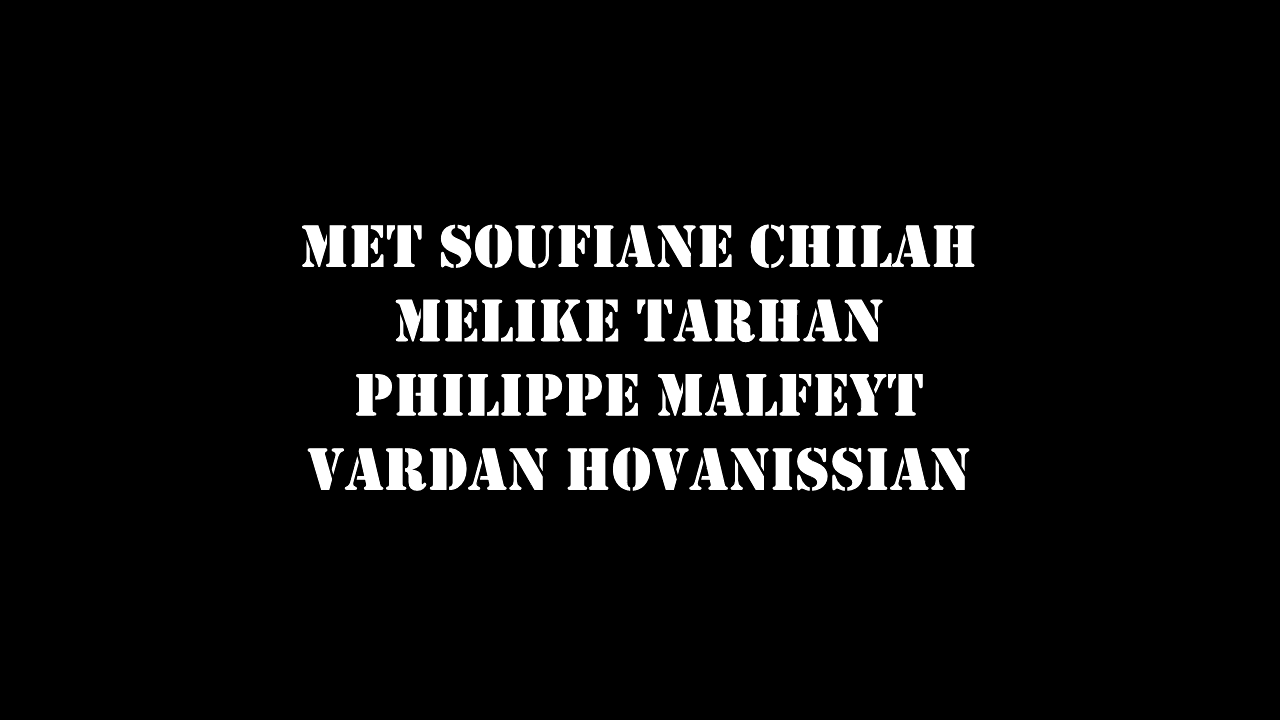 MET SOUFIANE CHILAH
MELIKE TARHAN
PHILIPPE MALFEYT
VARDAN HOVANISSIAN